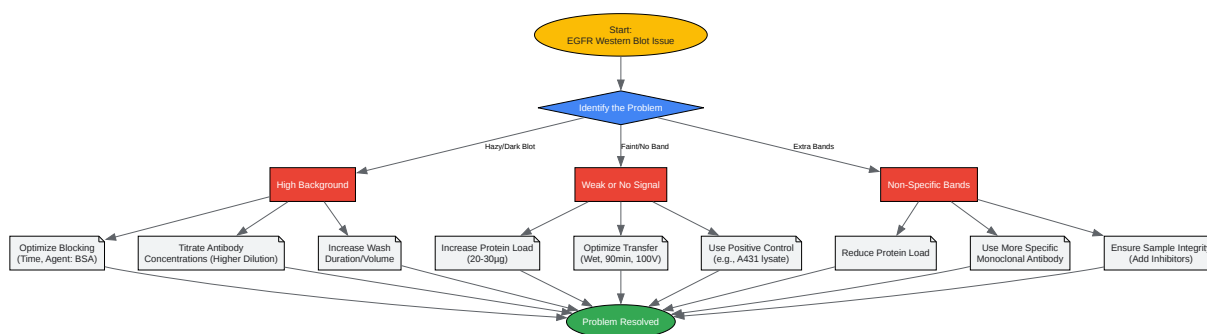 Start:
EGFR Western Blot Issue
Identify the Problem
Hazy/Dark Blot
Faint/No Band
Extra Bands
High Background
Weak or No Signal
Non-Specific Bands
Optimize Blocking
(Time, Agent: BSA)
Titrate Antibody
Concentrations (Higher Dilution)
Increase Wash
Duration/Volume
Increase Protein Load
(20-30µg)
Optimize Transfer
(Wet, 90min, 100V)
Use Positive Control
(e.g., A431 lysate)
Reduce Protein Load
Use More Specific
Monoclonal Antibody
Ensure Sample Integrity
(Add Inhibitors)
Problem Resolved